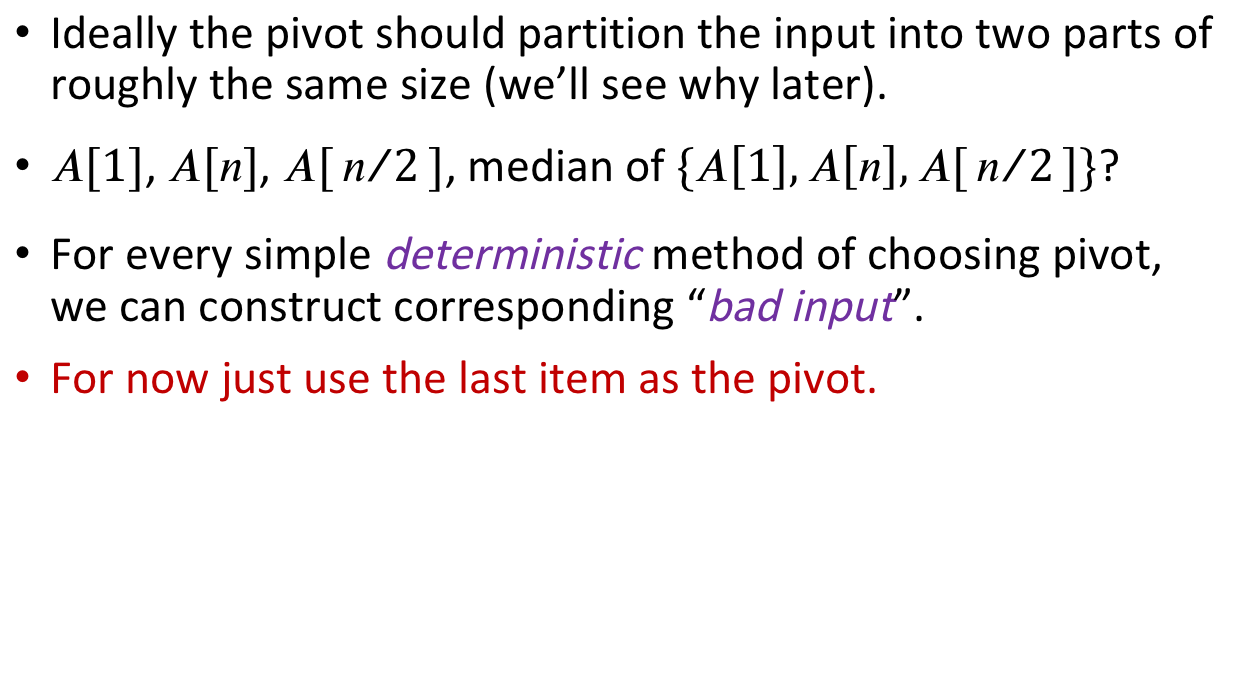 • Ideally the pivot should partition the input into two parts of
roughly the same size (we’ll see why later).
• A[1], A[n], A[ n/2 ], median of {A[1], A[n], A[ n/2 ]}?
• For every simple deterministic method of choosing pivot,
we can construct corresponding “bad input”.
• For now just use the last item as the pivot.